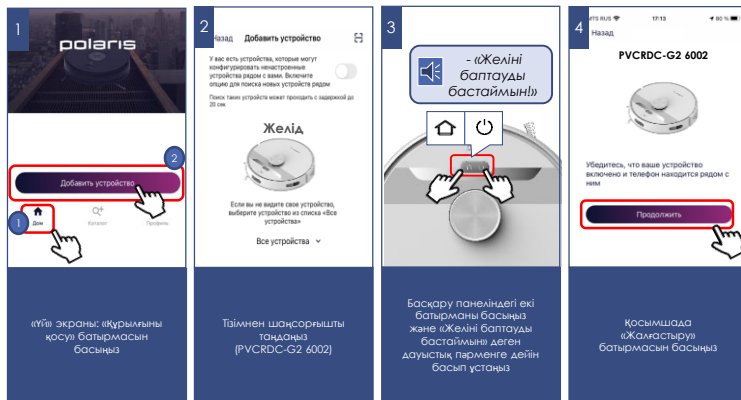 1
polaris
2
Добавить устройство
1
Дом
Каталог
Профиль
«Үй» экраны: «Құрылғыны
қосу» батырмасын
басыңыз
2
Назад
Добавить устройство
У вас есть устройства, которые могут
конфигурировать ненастроенные
устройства рядом с вами. Включите
опцию для поиска новых устройств рядом
Поиск таких устройств может проходить с задержкой до
20 сек
Желід
Если вы не видите свое устройство,
выберите устройство из списка «Все
устройства»
Все устройства
Тізімнен шаңсорғышты
таңдаңыз
(PVCRDC-G2 6002)
3
- «Желіні
баптауды
бастаймын!»
Басқару панеліндегі екі
батырманы басыңыз
және «Желіні баптауды
бастаймын» деген
дауыстық пәрменге дейін
басып ұстаңыз
4
MTS RUS
17:13
80 %
Назад
PVCRDC-G2 6002
Убедитесь, что ваше устройство
включено и телефон находится рядом с
ним
Продолжить
Қосымшада
«Жалғастыру»
батырмасын басыңыз